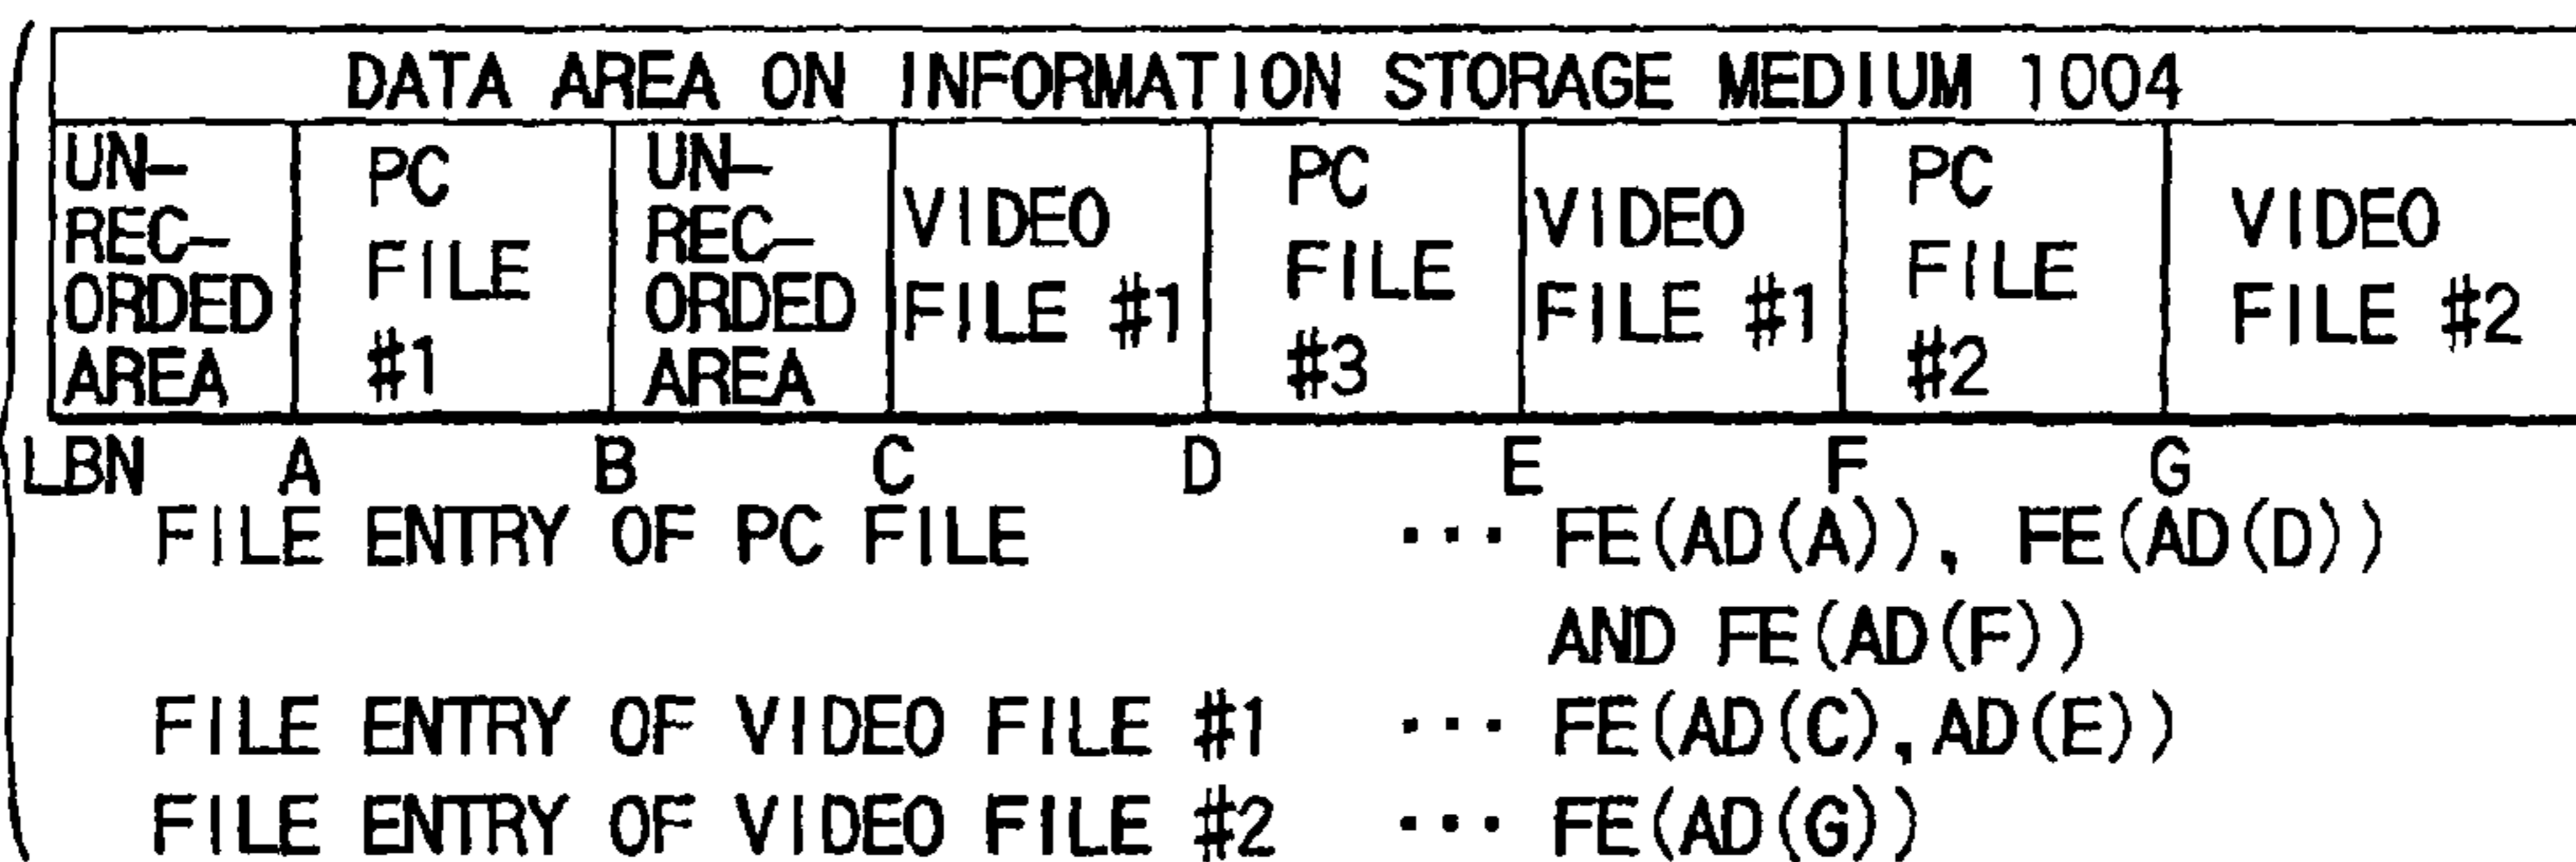 DATA AREA ON INFORMATION STORAGE MEDIUM 1004
UN-
REC-
ORDED
AREA
PC
FILE
#1
UN-
REC-
ORDED
AREA
VIDEO
FILE #1
PC
FILE
#3
VIDEO
FILE #1
PC
FILE
#2
VIDEO
FILE #2
LBN A B C D E F G
FILE ENTRY OF PC FILE ··· FE(AD(A)), FE(AD(D))
AND FE(AD(F))
FILE ENTRY OF VIDEO FILE #1 ··· FE(AD(C),AD(E))
FILE ENTRY OF VIDEO FILE #2 ··· FE(AD(G))